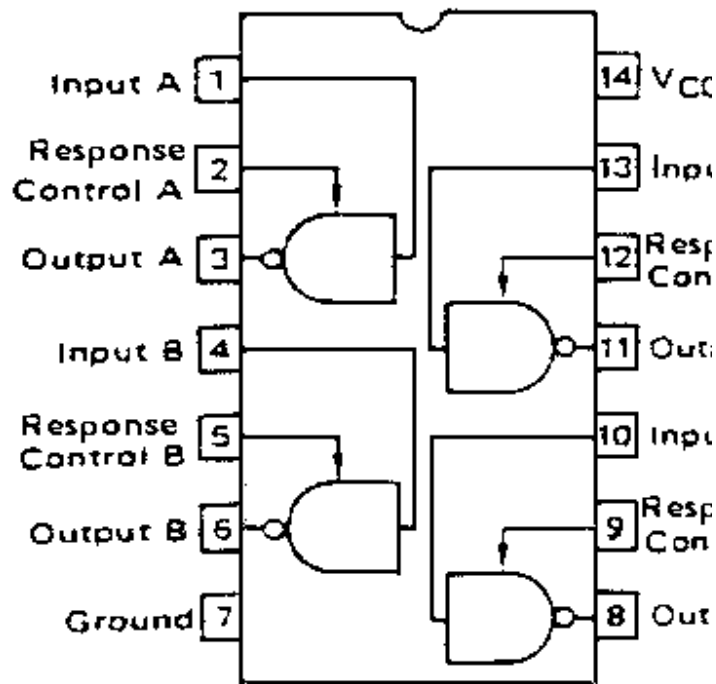 Input A 1
Response
Control A 2
Output A 3
Input B 4
Response
Control B 5
Output B 6
Ground 7
14 VCC
13 Inpu
12 Resp
Con
11 Outp
10 Inpu
9 Resp
Con
8 Out